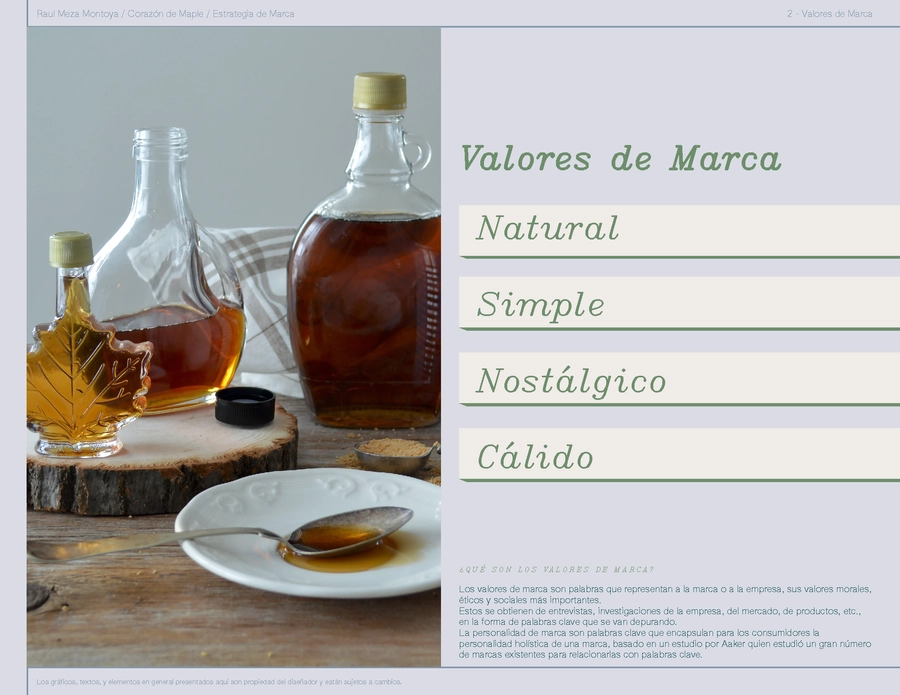 Raul Meza Montoya / Corazón de Maple / Estrategia de Marca
2 - Valores de Marca
Valores de Marca
Natural
Simple
Nostálgico
Cálido
¿QUÉ SON LOS VALORES DE MARCA?
Los valores de marca son palabras que representan a la marca o a la empresa, sus valores morales,
éticos y sociales más importantes.
Estos se obtienen de entrevistas, investigaciones de la empresa, del mercado, de productos, etc.,
en la forma de palabras clave que se van depurando.
La personalidad de marca son palabras clave que encapsulan para los consumidores la
personalidad holística de una marca, basado en un estudio por Aaker quien estudió un gran número
de marcas existentes para relacionarlas con palabras clave.
Los gráficos, textos, y elementos en general presentados aquí son propiedad del diseñador y están sujetos a cambios.